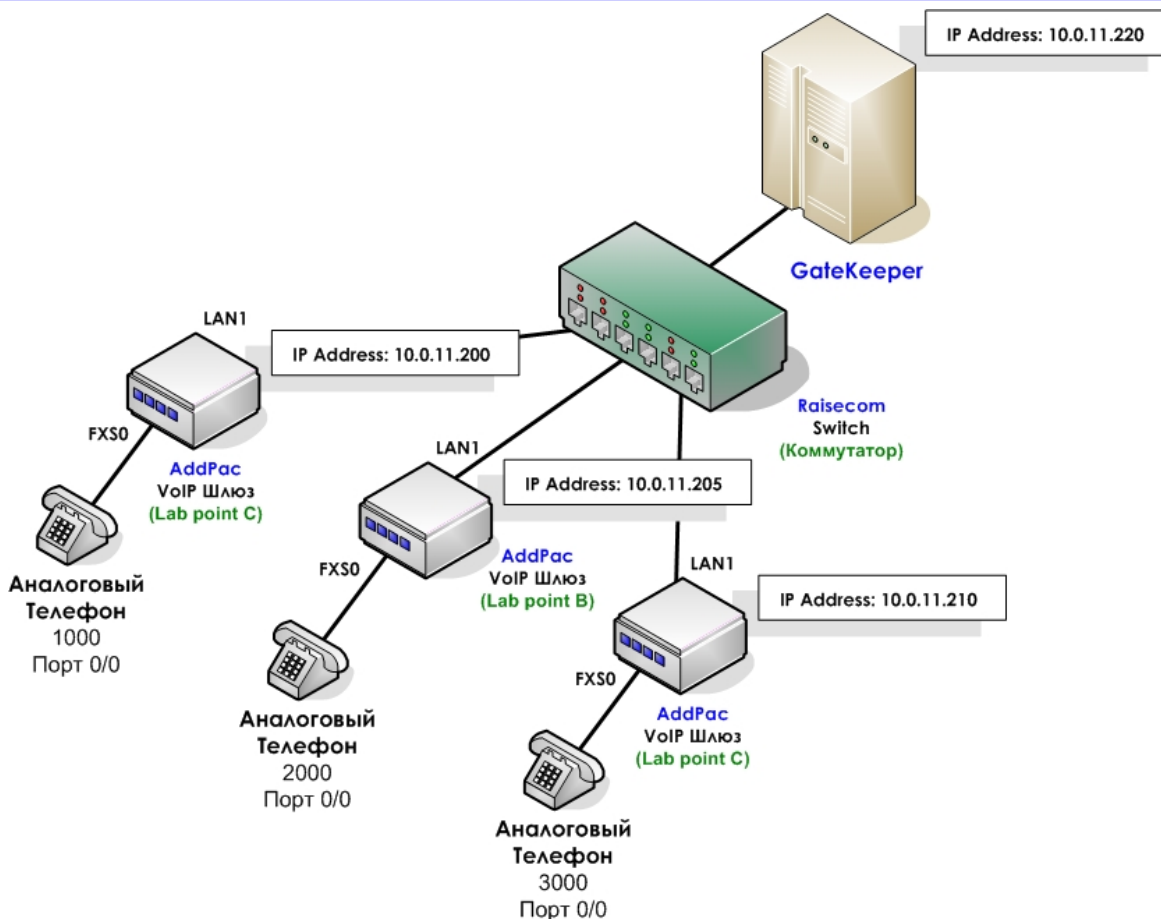 IP Address: 10.0.11.220
GateKeeper
LAN1
IP Address: 10.0.11.200
FXS0
AddPac
VoIP Шлюз
(Lab point C)
Аналоговый
Телефон
1000
Порт 0/0
Raisecom
Switch
(Коммутатор)
LAN1
IP Address: 10.0.11.205
FXS0
AddPac
VoIP Шлюз
(Lab point B)
Аналоговый
Телефон
2000
Порт 0/0
LAN1
IP Address: 10.0.11.210
FXS0
AddPac
VoIP Шлюз
(Lab point C)
Аналоговый
Телефон
3000
Порт 0/0